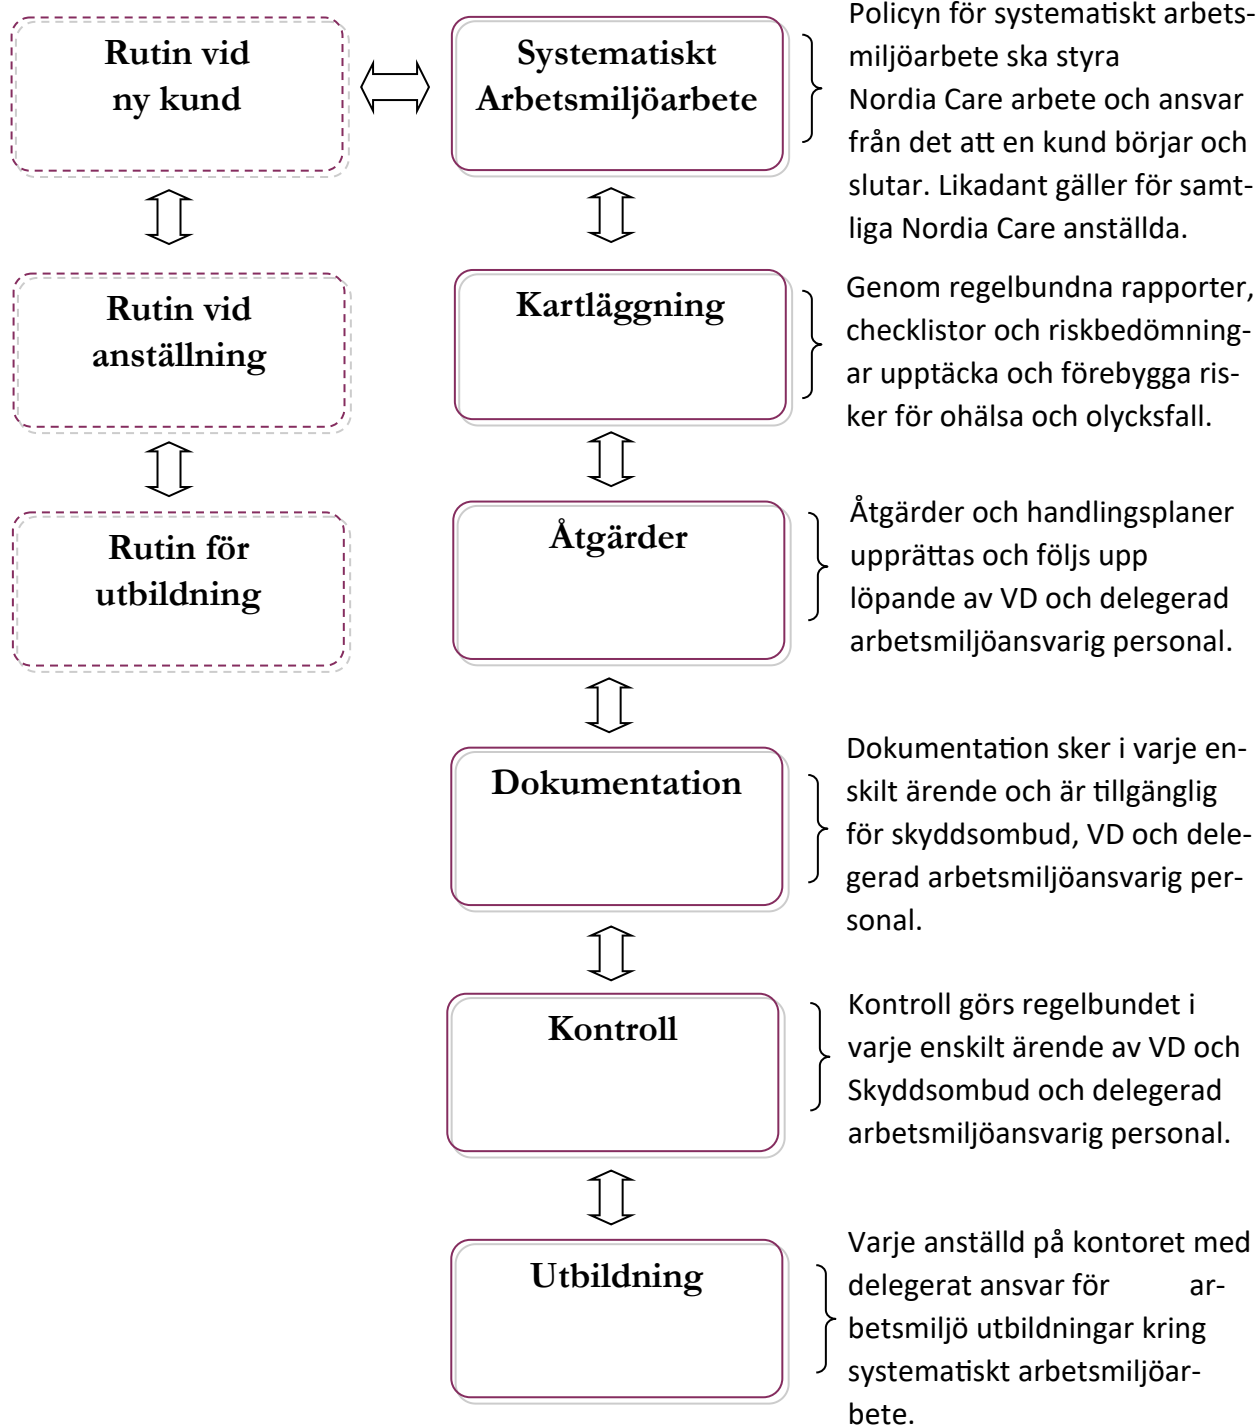 Rutin vid
ny kund
Systematiskt
Arbetsmiljöarbete
Policyn för systematiskt arbets-
miljöarbete ska styra
Nordia Care arbete och ansvar
från det att en kund börjar och
slutar. Likadant gäller för samt-
liga Nordia Care anställda.
Rutin vid
anställning
Kartläggning
Genom regelbundna rapporter,
checklistor och riskbedömning-
ar upptäcka och förebygga ris-
ker för ohälsa och olycksfall.
Rutin för
utbildning
Åtgärder
Åtgärder och handlingsplaner
upprättas och följs upp
löpande av VD och delegerad
arbetsmiljöansvarig personal.
Dokumentation
Dokumentation sker i varje en-
skilt ärende och är tillgänglig
för skyddsombud, VD och dele-
gerad arbetsmiljöansvarig per-
sonal.
Kontroll
Kontroll görs regelbundet i
varje enskilt ärende av VD och
Skyddsombud och delegerad
arbetsmiljöansvarig personal.
Utbildning
Varje anställd på kontoret med
delegerat ansvar för ar-
betsmiljö utbildningar kring
systematiskt arbetsmiljöar-
bete.